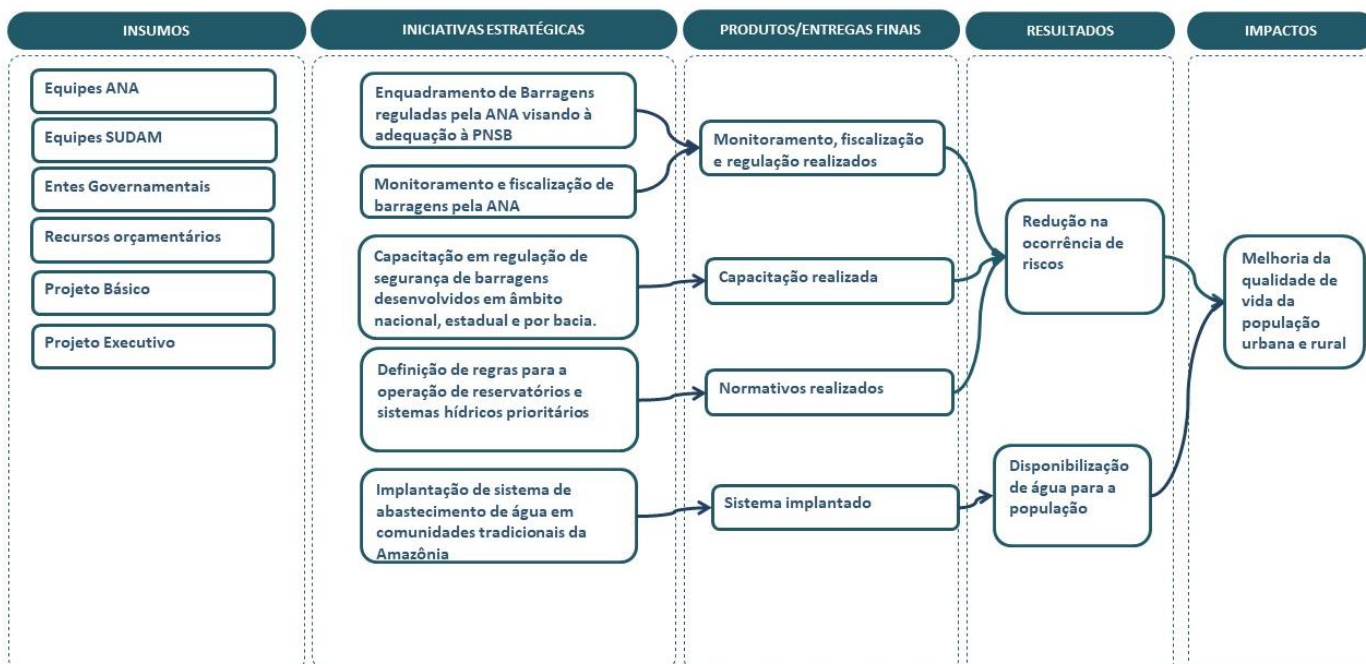 INSUMOS
INICIATIVAS ESTRATÉGICAS
PRODUTOS/ENTREGAS FINAIS
RESULTADOS
IMPACTOS
Equipes ANA
Equipes SUDAM
Entes Governamentais
Recursos orçamentários
Projeto Básico
Projeto Executivo
Enquadramento de Barragens
reguladas pela ANA visando à
adequação à PNSB
Monitoramento e fiscalização de
barragens pela ANA
Capacitação em regulação de
segurança de barragens
desenvolvidos em âmbito
nacional, estadual e por bacia.
Definição de regras para a
operação de reservatórios e
sistemas hídricos prioritários
Implantação de sistema de
abastecimento de água em
comunidades tradicionais da
Amazônia
Monitoramento, fiscalização
e regulação realizados
Capacitação realizada
Normativos realizados
Sistema implantado
Redução na
ocorrência de
riscos
Disponibilização
de água para a
população
Melhoria da
qualidade de
vida da
população
urbana e rural